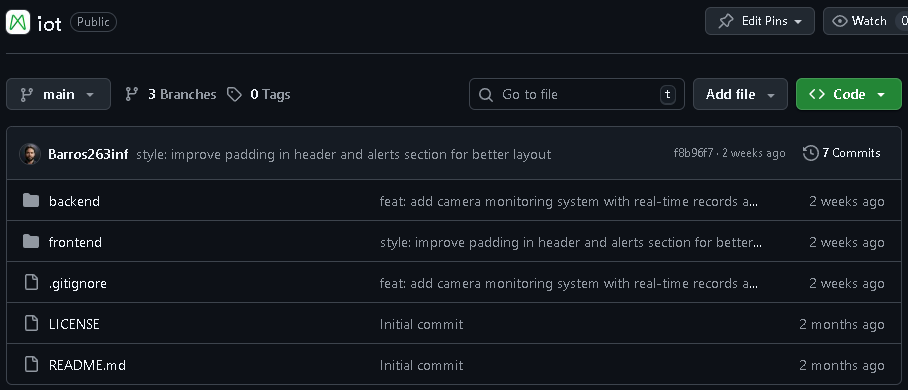 iot Public Edit Pins Watch 0
main 3 Branches 0 Tags Go to file t Add file Code
Barros263inf style: improve padding in header and alerts section for better layout f8b96f7 · 2 weeks ago 7 Commits
backend feat: add camera monitoring system with real-time records a... 2 weeks ago
frontend style: improve padding in header and alerts section for better... 2 weeks ago
.gitignore feat: add camera monitoring system with real-time records a... 2 weeks ago
LICENSE Initial commit 2 months ago
README.md Initial commit 2 months ago